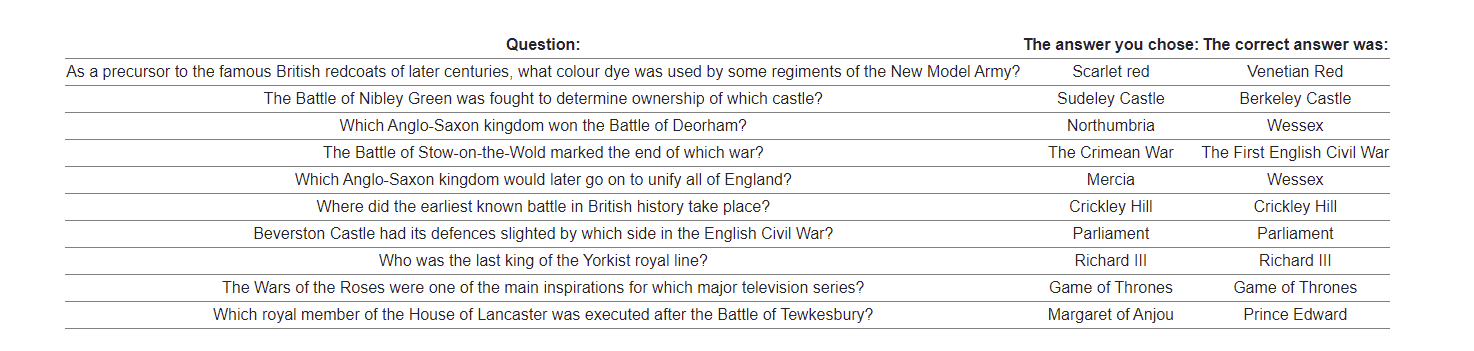 Question: The answer you chose: The correct answer was:
As a precursor to the famous British redcoats of later centuries, what colour dye was used by some regiments of the New Model Army? Scarlet red Venetian Red
The Battle of Nibley Green was fought to determine ownership of which castle? Sudeley Castle Berkeley Castle
Which Anglo-Saxon kingdom won the Battle of Deorham? Northumbria Wessex
The Battle of Stow-on-the-Wold marked the end of which war? The Crimean War The First English Civil War
Which Anglo-Saxon kingdom would later go on to unify all of England? Mercia Wessex
Where did the earliest known battle in British history take place? Crickley Hill Crickley Hill
Beverston Castle had its defences slighted by which side in the English Civil War? Parliament Parliament
Who was the last king of the Yorkist royal line? Richard III Richard III
The Wars of the Roses were one of the main inspirations for which major television series? Game of Thrones Game of Thrones
Which royal member of the House of Lancaster was executed after the Battle of Tewkesbury? Margaret of Anjou Prince Edward